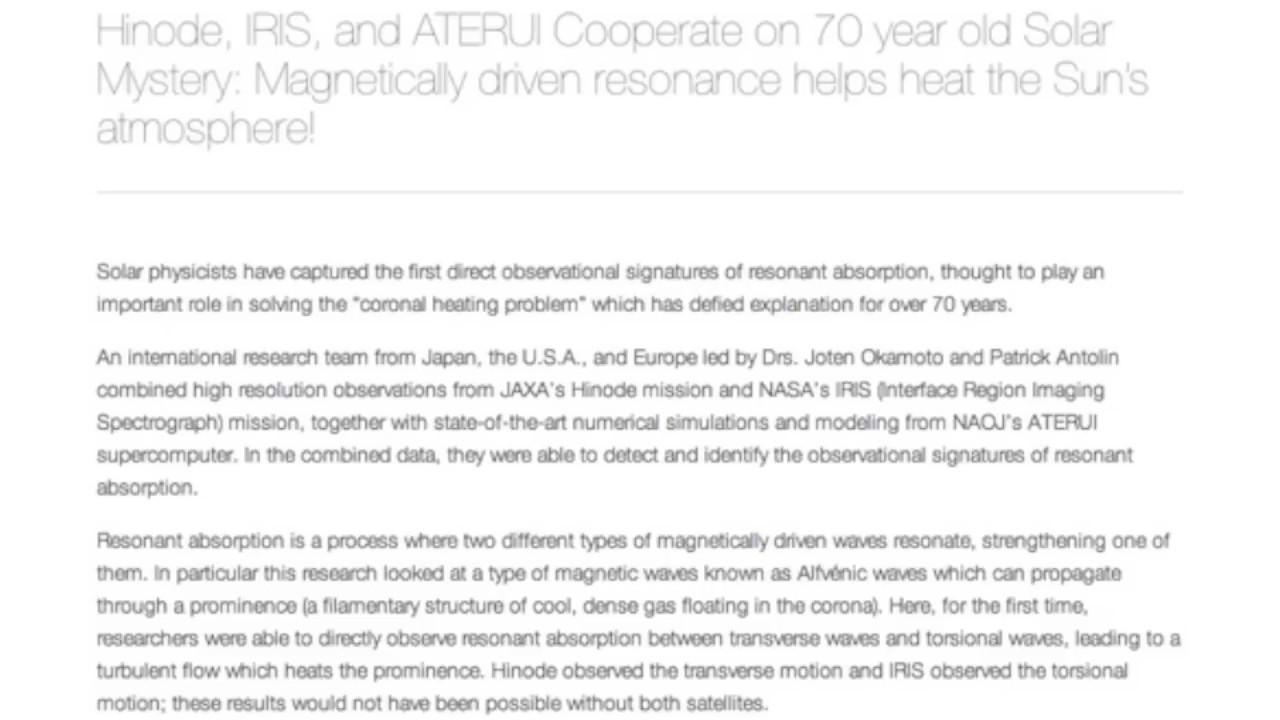 Hinode, IRIS, and ATERUI Cooperate on 70 year old Solar
Mystery: Magnetically driven resonance helps heat the Sun's
atmosphere!
Solar physicists have captured the first direct observational signatures of resonant absorption, thought to play an
important role in solving the "coronal heating problem" which has defied explanation for over 70 years.
An international research team from Japan, the U.S.A., and Europe led by Drs. Joten Okamoto and Patrick Antolin
combined high resolution observations from JAXA's Hinode mission and NASA's IRIS (Interface Region Imaging
Spectrograph) mission, together with state-of-the-art numerical simulations and modeling from NAOJ's ATERUI
supercomputer. In the combined data, they were able to detect and identify the observational signatures of resonant
absorption.
Resonant absorption is a process where two different types of magnetically driven waves resonate, strengthening one of
them. In particular this research looked at a type of magnetic waves known as Alfvénic waves which can propagate
through a prominence (a filamentary structure of cool, dense gas floating in the corona). Here, for the first time,
researchers were able to directly observe resonant absorption between transverse waves and torsional waves, leading to a
turbulent flow which heats the prominence. Hinode observed the transverse motion and IRIS observed the torsional
motion; these results would not have been possible without both satellites.